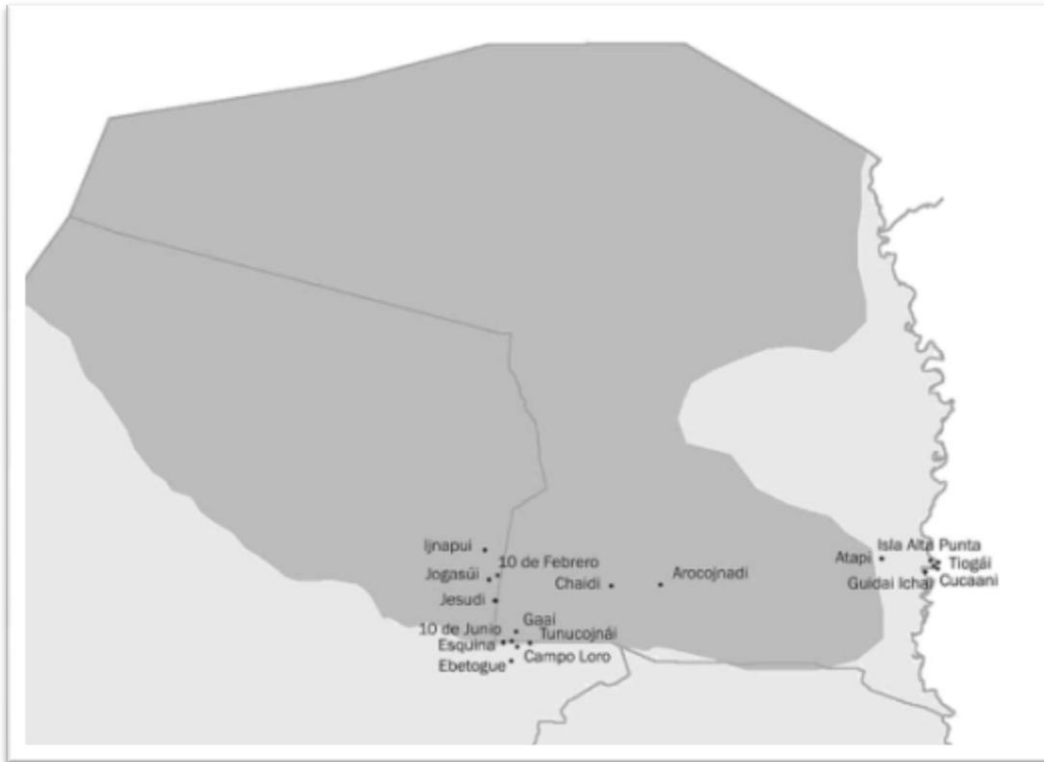 Ijnapui
10 de Febrero
Jogasúi
Chaidi
Arocojnadi
Jesudi
Gaai
10 de Junio
Tunucojnái
Esquina
Campo Loro
Ebetogue
Isla Alta Punta
Atapi
Tiogái
Guidai Ichai
Cucaani